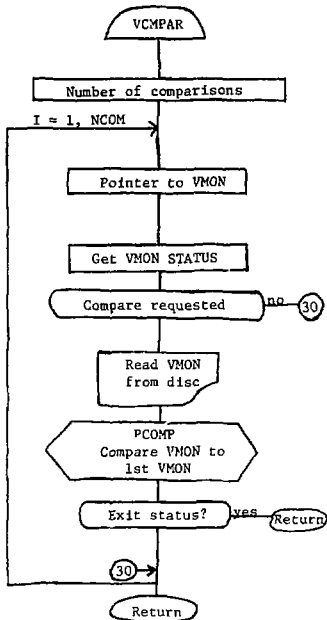 VCMPAR
Number of comparisons
I = 1, NCOM
Pointer to VMON
Get VMON STATUS
Compare requested
no
30
Read VMON
from disc
PCOMP
Compare VMON to
1st VMON
Exit status?
yes
Return
30
Return